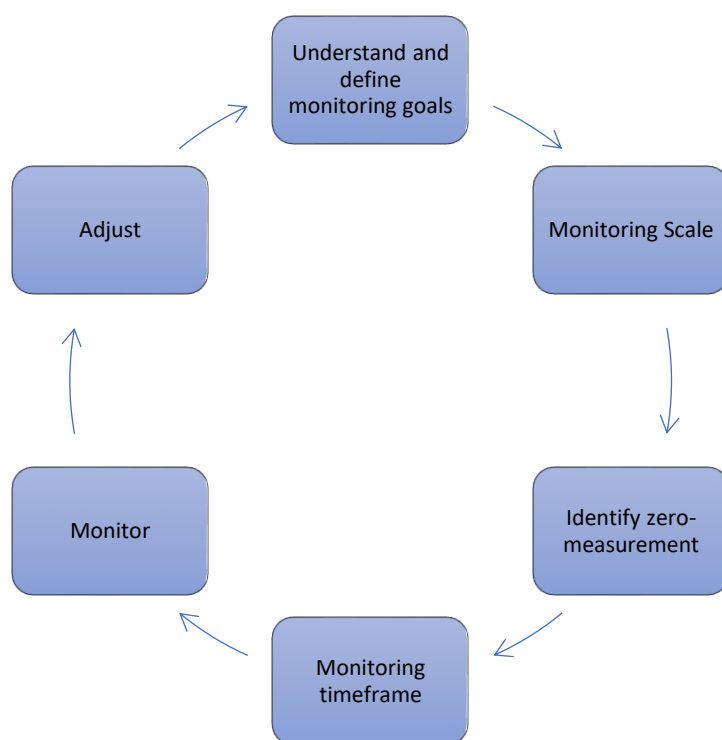 Understand and
define
monitoring goals
Monitoring Scale
Identify zero-
measurement
Monitoring
timeframe
Monitor
Adjust